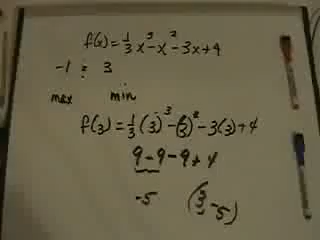 f(x) = 1/3 x³ - x² - 3x + 4
-1 ; 3
max min
f(3) = 1/3 (3)³ - (3)² - 3(3) + 4
9 - 9 - 9 + 4
-5 (3, -5)